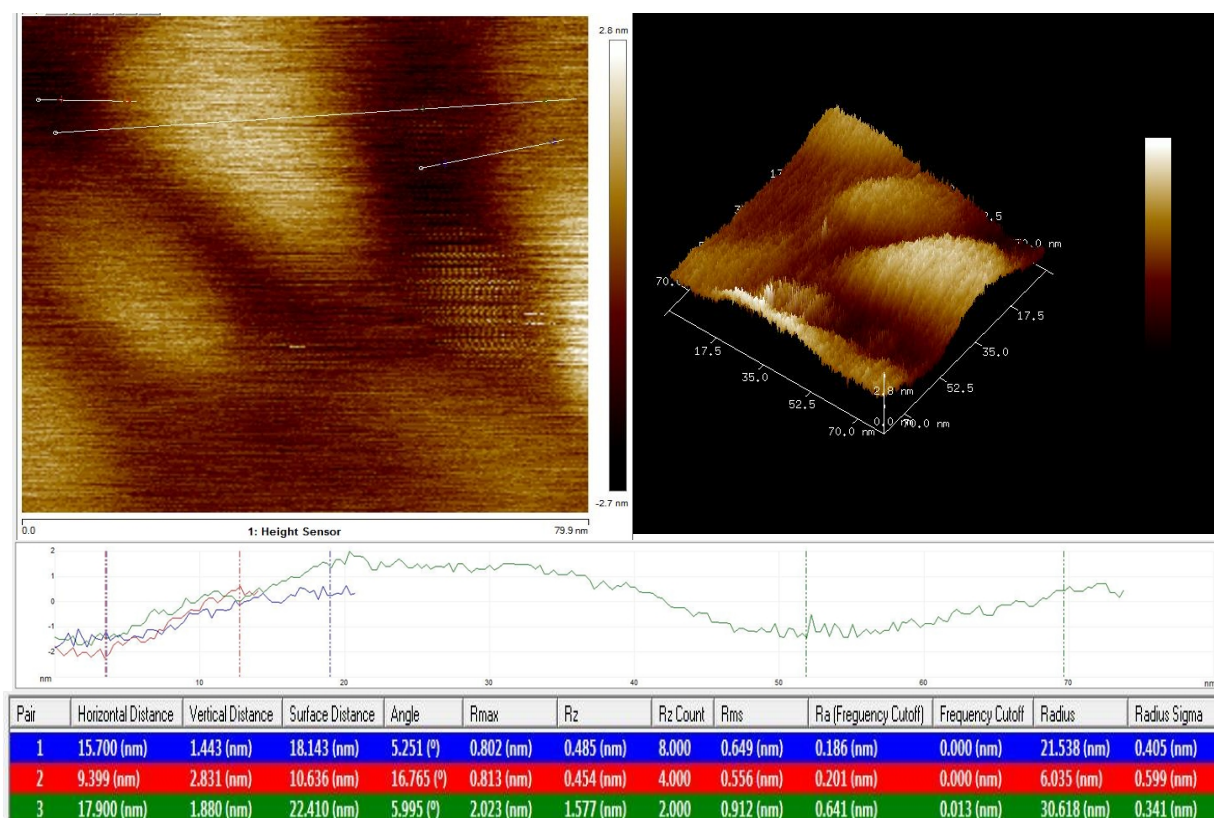 2.8 nm
-2.7 nm
0.0
1: Height Sensor
79.9 nm
70.0 nm
17.5
17.5
35.0
35.0
52.5
52.5
70.0 nm
2.8 nm
0.0 nm
70.0 nm
2
1
0
-1
-2
nm
10
20
30
40
50
60
70
nm
Pair Horizontal Distance Vertical Distance Surface Distance Angle Rmax Rz Rz Count Rms Ra (Freguency Cutoff) Frequency Cutoff Radius Radius Sigma
1 15.700 (nm) 1.443 (nm) 18.143 (nm) 5.251 (º) 0.802 (nm) 0.485 (nm) 8.000 0.649 (nm) 0.186 (nm) 0.000 (nm) 21.538 (nm) 0.405 (nm)
2 9.399 (nm) 2.831 (nm) 10.636 (nm) 16.765 (º) 0.813 (nm) 0.454 (nm) 4.000 0.556 (nm) 0.201 (nm) 0.000 (nm) 6.035 (nm) 0.599 (nm)
3 17.900 (nm) 1.880 (nm) 22.410 (nm) 5.995 (º) 2.023 (nm) 1.577 (nm) 2.000 0.912 (nm) 0.641 (nm) 0.013 (nm) 30.618 (nm) 0.341 (nm)